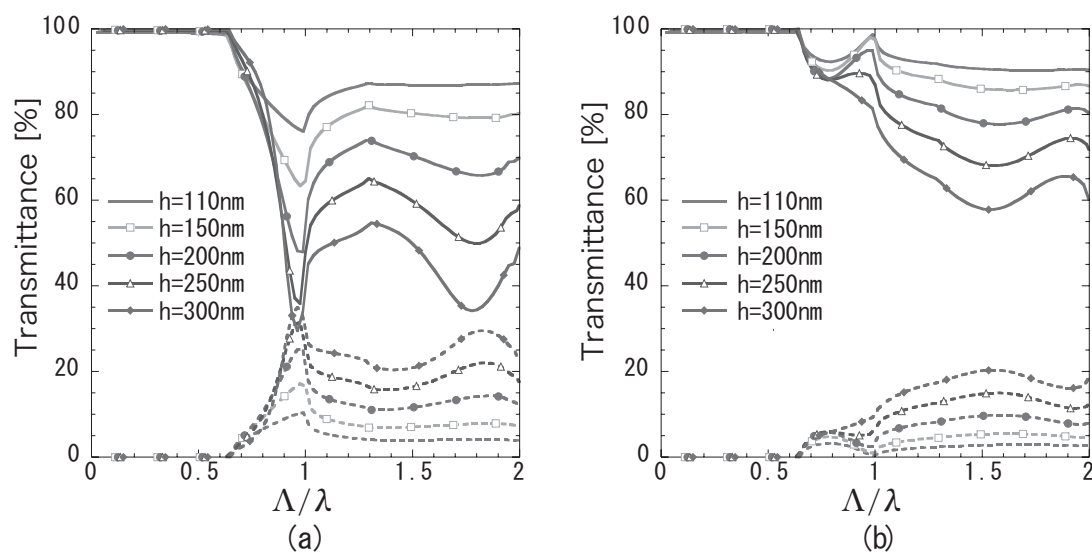 100
80
60
40
20
0
Transmittance [%]
h=110nm
h=150nm
h=200nm
h=250nm
h=300nm
0 0.5 1 1.5 2
Λ/λ
(a)
100
80
60
40
20
0
Transmittance [%]
h=110nm
h=150nm
h=200nm
h=250nm
h=300nm
0 0.5 1 1.5 2
Λ/λ
(b)